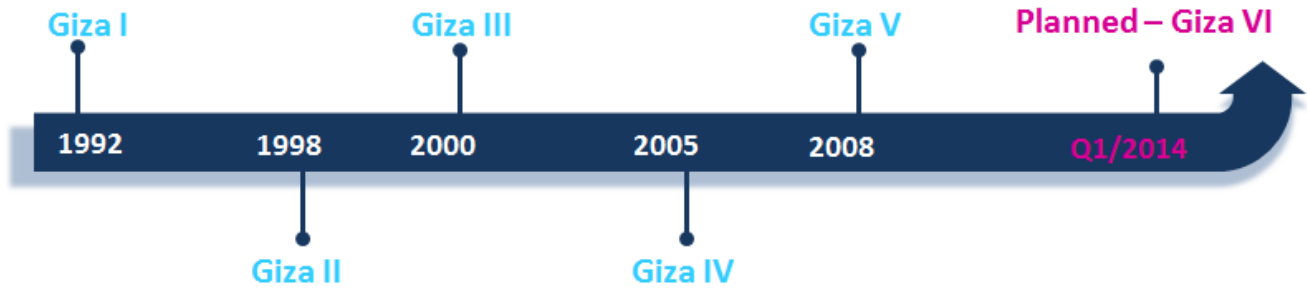 Giza I
Giza III
Giza V
Planned – Giza VI
1992
1998
2000
2005
2008
Q1/2014
Giza II
Giza IV